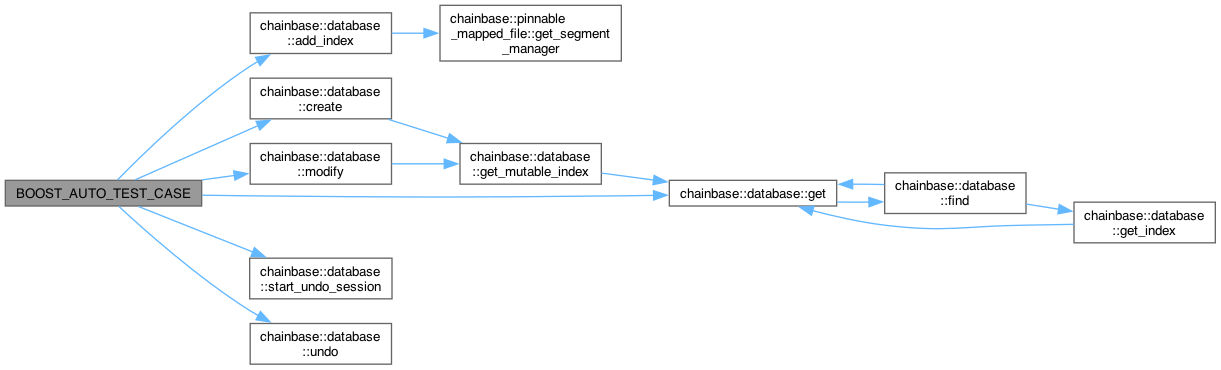 BOOST_AUTO_TEST_CASE
chainbase::database
::add_index
chainbase::pinnable
_mapped_file::get_segment
_manager
chainbase::database
::create
chainbase::database
::modify
chainbase::database
::get_mutable_index
chainbase::database::get
chainbase::database
::find
chainbase::database
::get_index
chainbase::database
::start_undo_session
chainbase::database
::undo